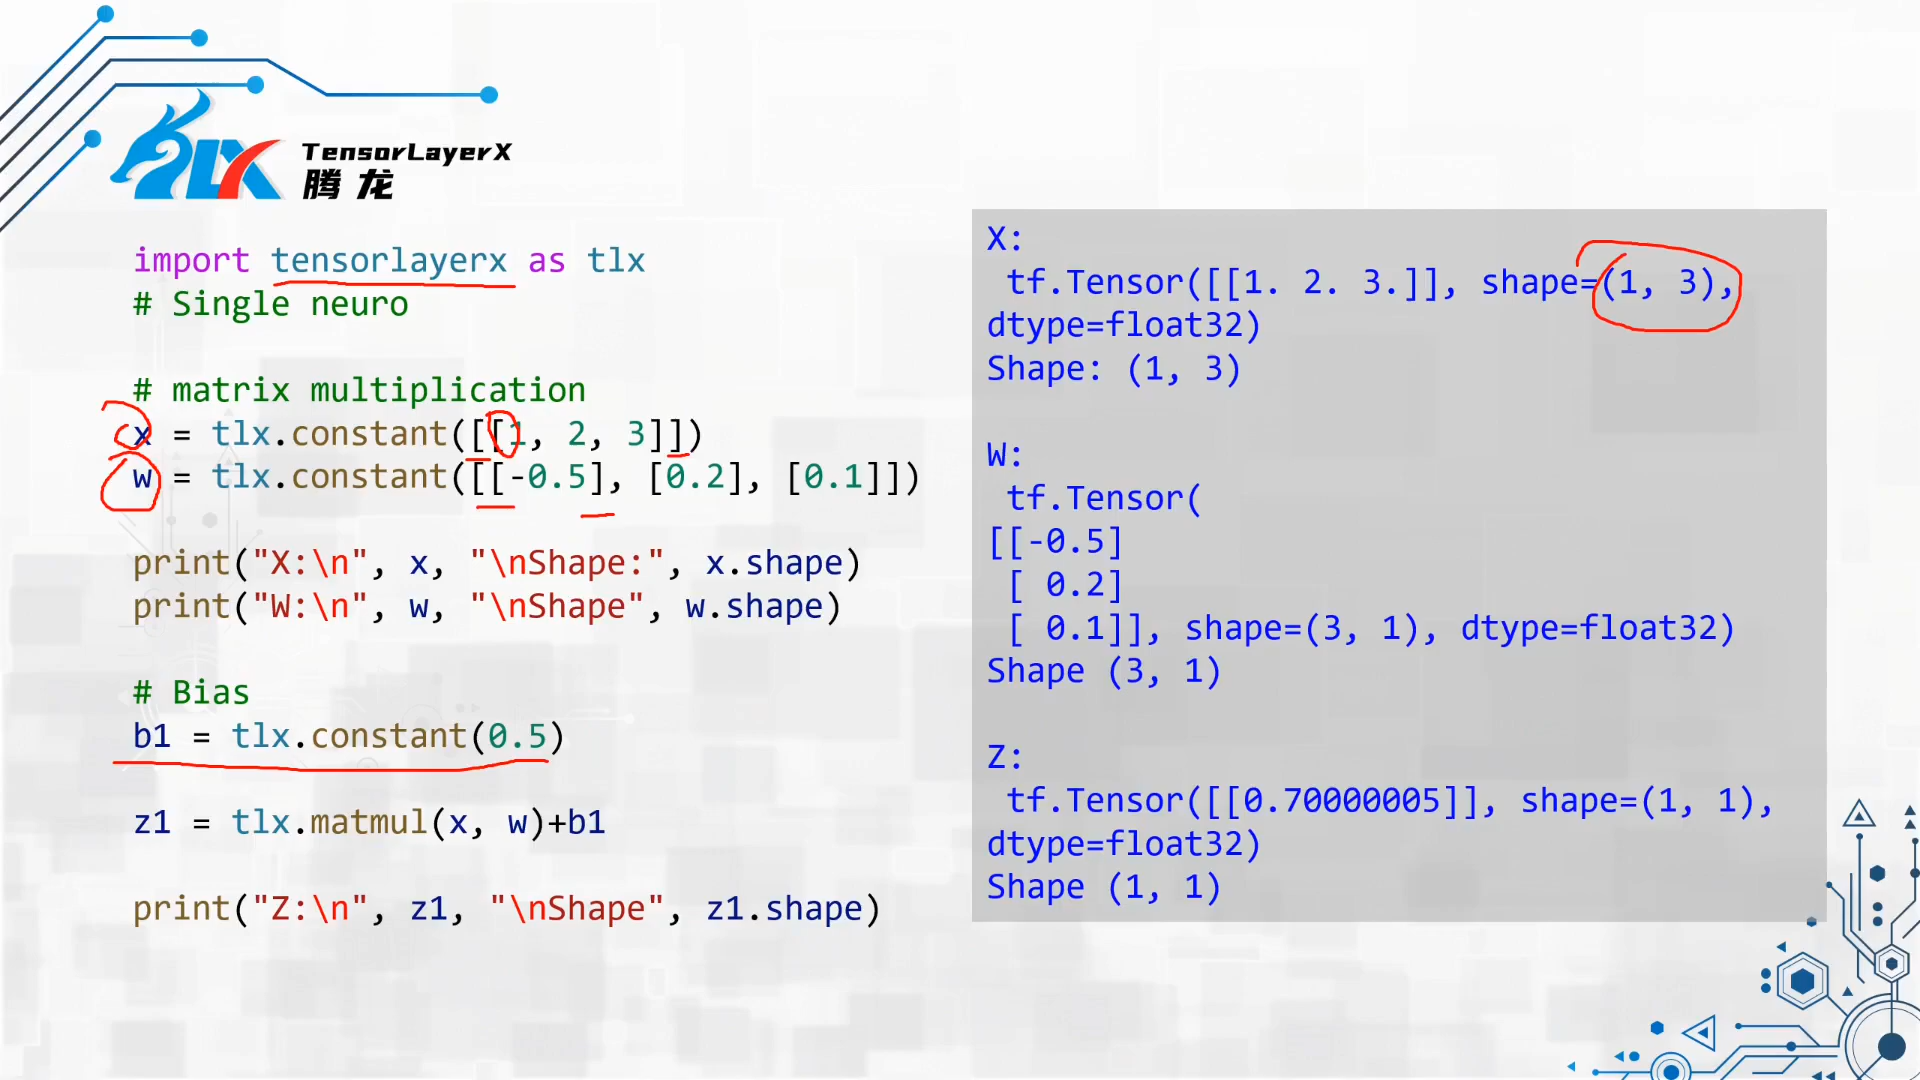 TensorLayerX
腾龙
import tensorlayerx as tlx
# Single neuro
# matrix multiplication
x = tlx.constant([[1, 2, 3]])
w = tlx.constant([[-0.5], [0.2], [0.1]])
print("X:\n", x, "\nShape:", x.shape)
print("W:\n", w, "\nShape", w.shape)
# Bias
b1 = tlx.constant(0.5)
z1 = tlx.matmul(x, w)+b1
print("Z:\n", z1, "\nShape", z1.shape)
X:
tf.Tensor([[1. 2. 3.]], shape=(1, 3),
dtype=float32)
Shape: (1, 3)
W:
tf.Tensor(
[[-0.5]
[ 0.2]
[ 0.1]], shape=(3, 1), dtype=float32)
Shape (3, 1)
Z:
tf.Tensor([[0.70000005]], shape=(1, 1),
dtype=float32)
Shape (1, 1)